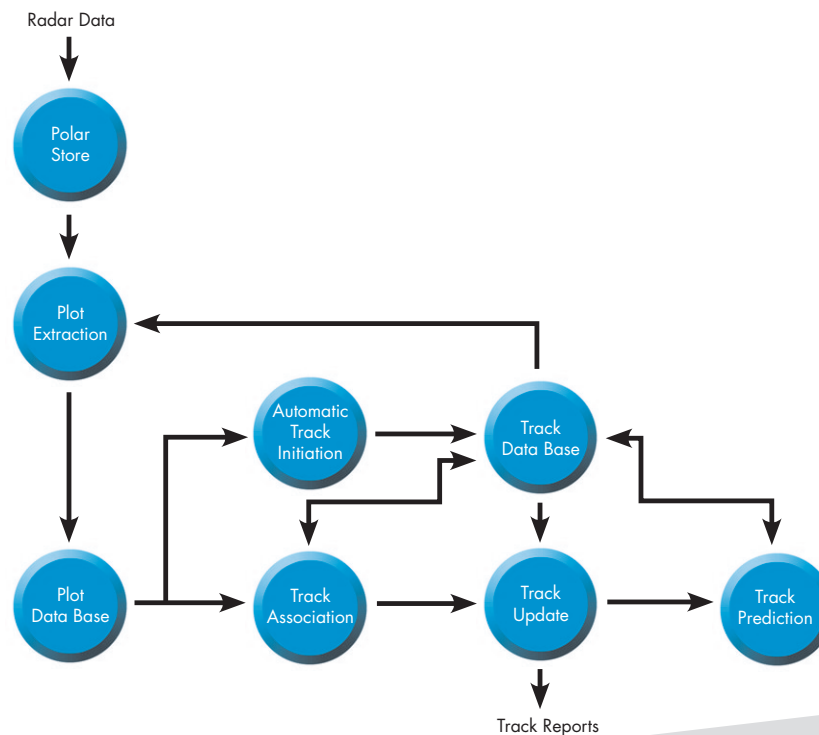 Radar Data
Polar
Store
Plot
Extraction
Automatic
Track
Initiation
Track
Data Base
Plot
Data Base
Track
Association
Track
Update
Track
Prediction
Track Reports